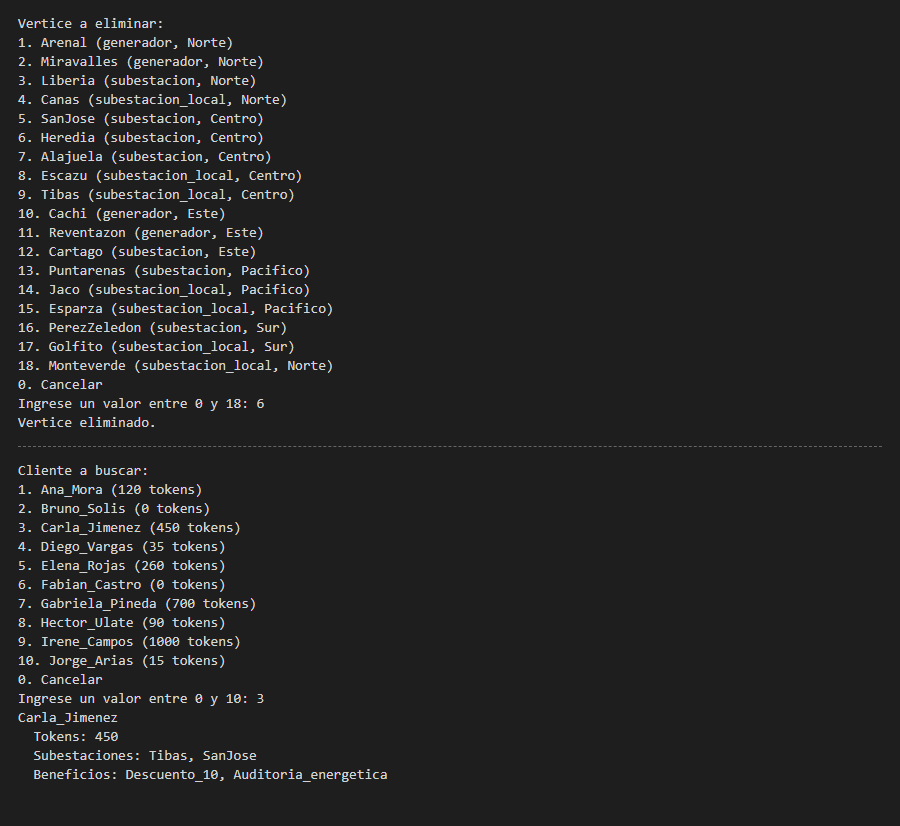 Vertice a eliminar:
1. Arenal (generador, Norte)
2. Miravalles (generador, Norte)
3. Liberia (subestacion, Norte)
4. Canas (subestacion_local, Norte)
5. SanJose (subestacion, Centro)
6. Heredia (subestacion, Centro)
7. Alajuela (subestacion, Centro)
8. Escazu (subestacion_local, Centro)
9. Tibas (subestacion_local, Centro)
10. Cachi (generador, Este)
11. Reventazon (generador, Este)
12. Cartago (subestacion, Este)
13. Puntarenas (subestacion, Pacifico)
14. Jaco (subestacion_local, Pacifico)
15. Esparza (subestacion_local, Pacifico)
16. PerezZeledon (subestacion, Sur)
17. Golfito (subestacion_local, Sur)
18. Monteverde (subestacion_local, Norte)
0. Cancelar
Ingrese un valor entre 0 y 18: 6
Vertice eliminado.
Cliente a buscar:
1. Ana_Mora (120 tokens)
2. Bruno_Solis (0 tokens)
3. Carla_Jimenez (450 tokens)
4. Diego_Vargas (35 tokens)
5. Elena_Rojas (260 tokens)
6. Fabian_Castro (0 tokens)
7. Gabriela_Pineda (700 tokens)
8. Hector_Ulate (90 tokens)
9. Irene_Campos (1000 tokens)
10. Jorge_Arias (15 tokens)
0. Cancelar
Ingrese un valor entre 0 y 10: 3
Carla_Jimenez
Tokens: 450
Subestaciones: Tibas, SanJose
Beneficios: Descuento_10, Auditoria_energetica